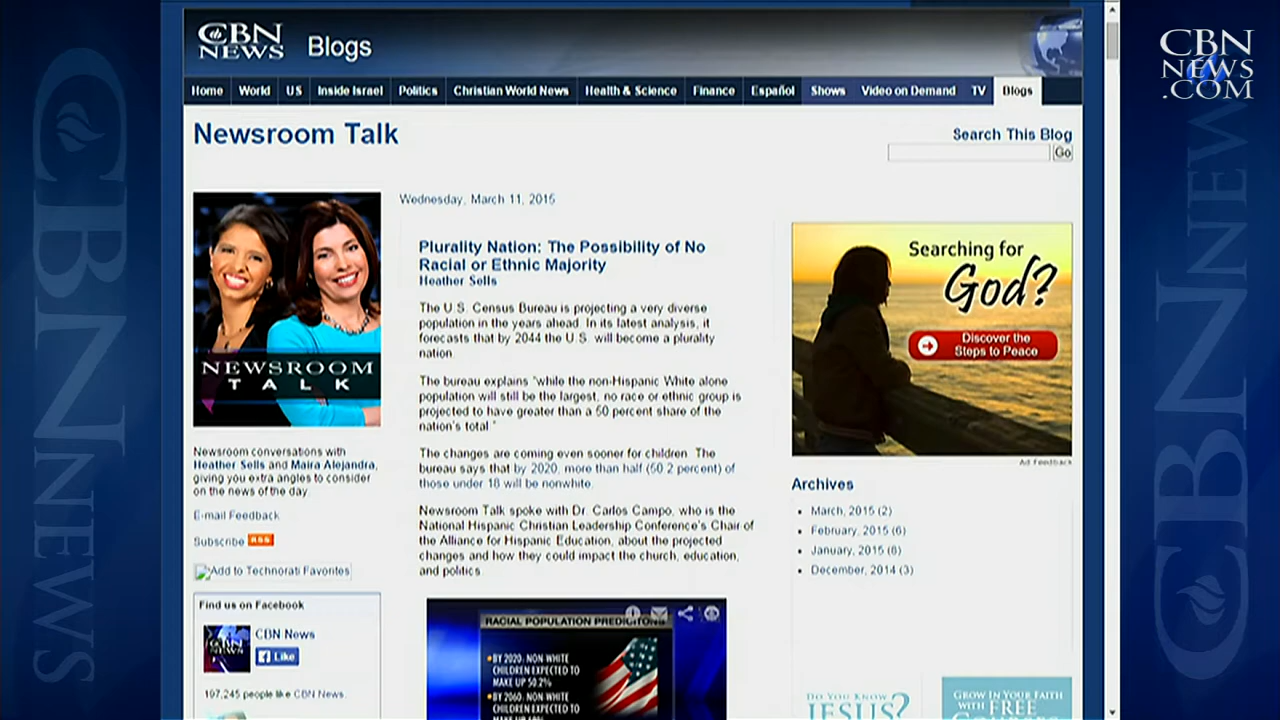 CBN NEWS
CBN
NEWS
Blogs
CBN
NEWS
.COM
Home World US Inside Israel Politics Christian World News Health & Science Finance Español Shows Video on Demand TV Blogs
Newsroom Talk
Search This Blog
Go
Wednesday, March 11, 2015
NEWSROOM
TALK
Newsroom conversations with
Heather Sells and Maira Alejandra,
giving you extra angles to consider
on the news of the day.
E-mail Feedback
Subscribe RSS
Add to Technorati Favorites
Find us on Facebook
CBN NEWS
CBN News
Like
197,245 people like CBN News.
Plurality Nation: The Possibility of No
Racial or Ethnic Majority
Heather Sells
The U.S. Census Bureau is projecting a very diverse
population in the years ahead. In its latest analysis, it
forecasts that by 2044 the U.S. will become a plurality
nation.
The bureau explains "while the non-Hispanic White alone
population will still be the largest, no race or ethnic group is
projected to have greater than a 50 percent share of the
nation's total."
The changes are coming even sooner for children. The
bureau says that by 2020, more than half (50.2 percent) of
those under 18 will be nonwhite.
Newsroom Talk spoke with Dr. Carlos Campo, who is the
National Hispanic Christian Leadership Conference's Chair of
the Alliance for Hispanic Education, about the projected
changes and how they could impact the church, education,
and politics.
RACIAL POPULATION PREDICITONS
BY 2020: NON-WHITE
CHILDREN EXPECTED TO
MAKE UP 50.2%
BY 2060: NON-WHITE
CHILDREN EXPECTED TO
Searching for
God?
Discover the
Steps to Peace
Ad Feedback
Archives
March, 2015 (2)
February, 2015 (6)
January, 2015 (8)
December, 2014 (3)
DO YOU KNOW
JESUS?
GROW IN YOUR FAITH
WITH FREE
CBN NEWS